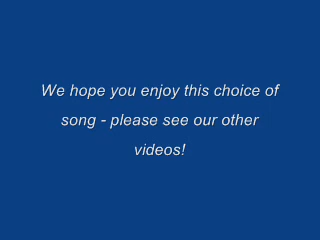 We hope you enjoy this choice of
song - please see our other
videos!